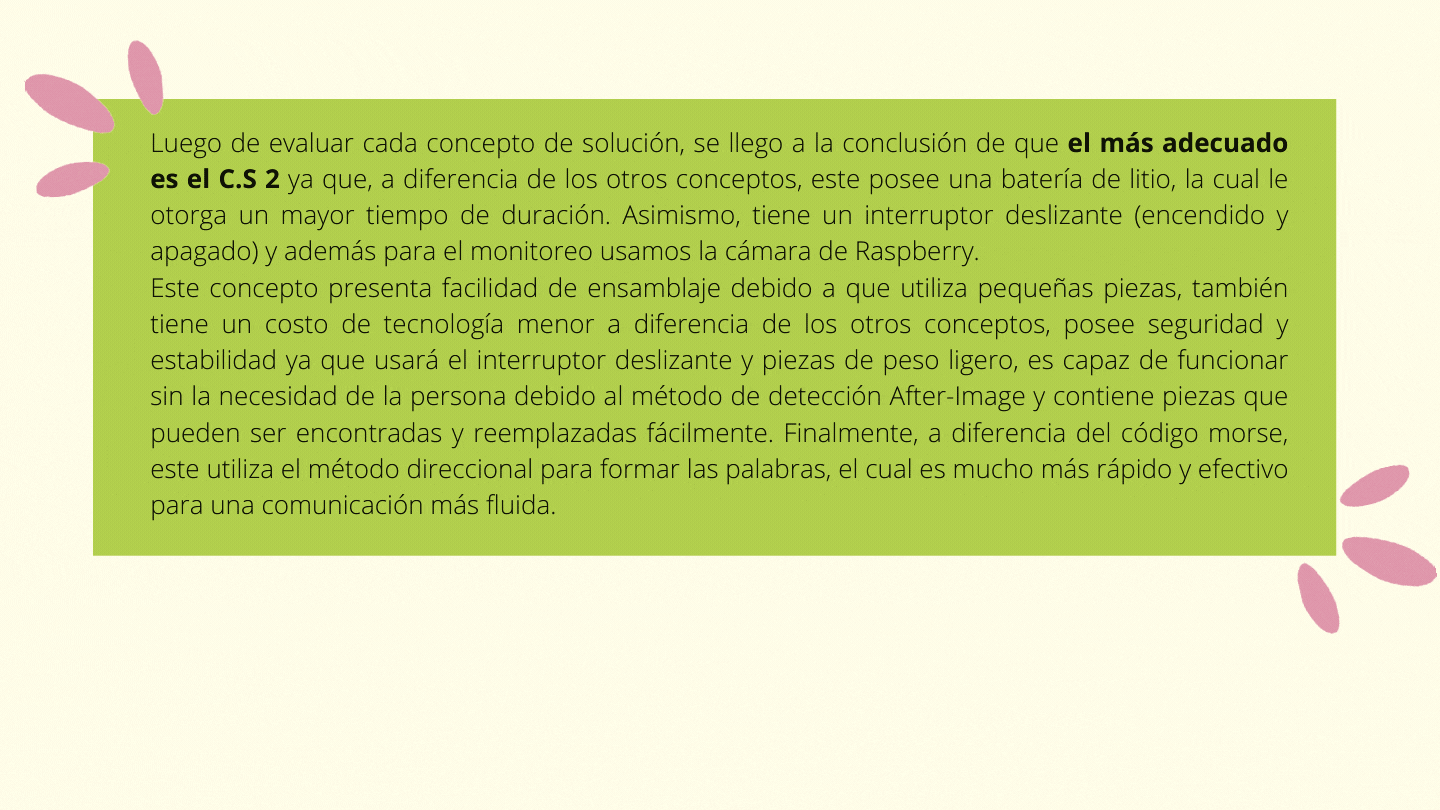 Luego de evaluar cada concepto de solución, se llego a la conclusión de que el más adecuado
es el C.S 2 ya que, a diferencia de los otros conceptos, este posee una batería de litio, la cual le
otorga un mayor tiempo de duración. Asimismo, tiene un interruptor deslizante (encendido y
apagado) y además para el monitoreo usamos la cámara de Raspberry.
Este concepto presenta facilidad de ensamblaje debido a que utiliza pequeñas piezas, también
tiene un costo de tecnología menor a diferencia de los otros conceptos, posee seguridad y
estabilidad ya que usará el interruptor deslizante y piezas de peso ligero, es capaz de funcionar
sin la necesidad de la persona debido al método de detección After-Image y contiene piezas que
pueden ser encontradas y reemplazadas fácilmente. Finalmente, a diferencia del código morse,
este utiliza el método direccional para formar las palabras, el cual es mucho más rápido y efectivo
para una comunicación más fluida.